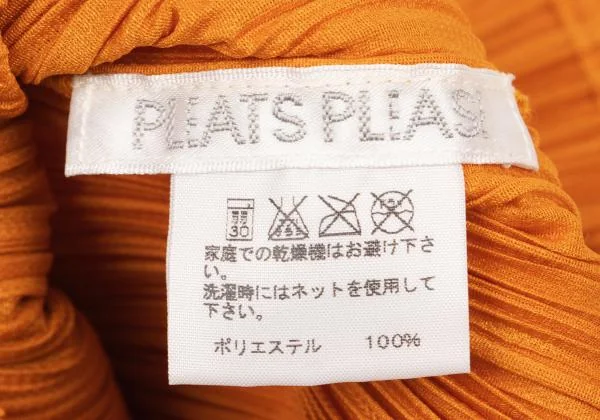 PLEATS PLEASE
30
家庭での乾燥機はお避け下さ
い。
洗濯時にはネットを使用して
下さい。
ポリエステル 100%